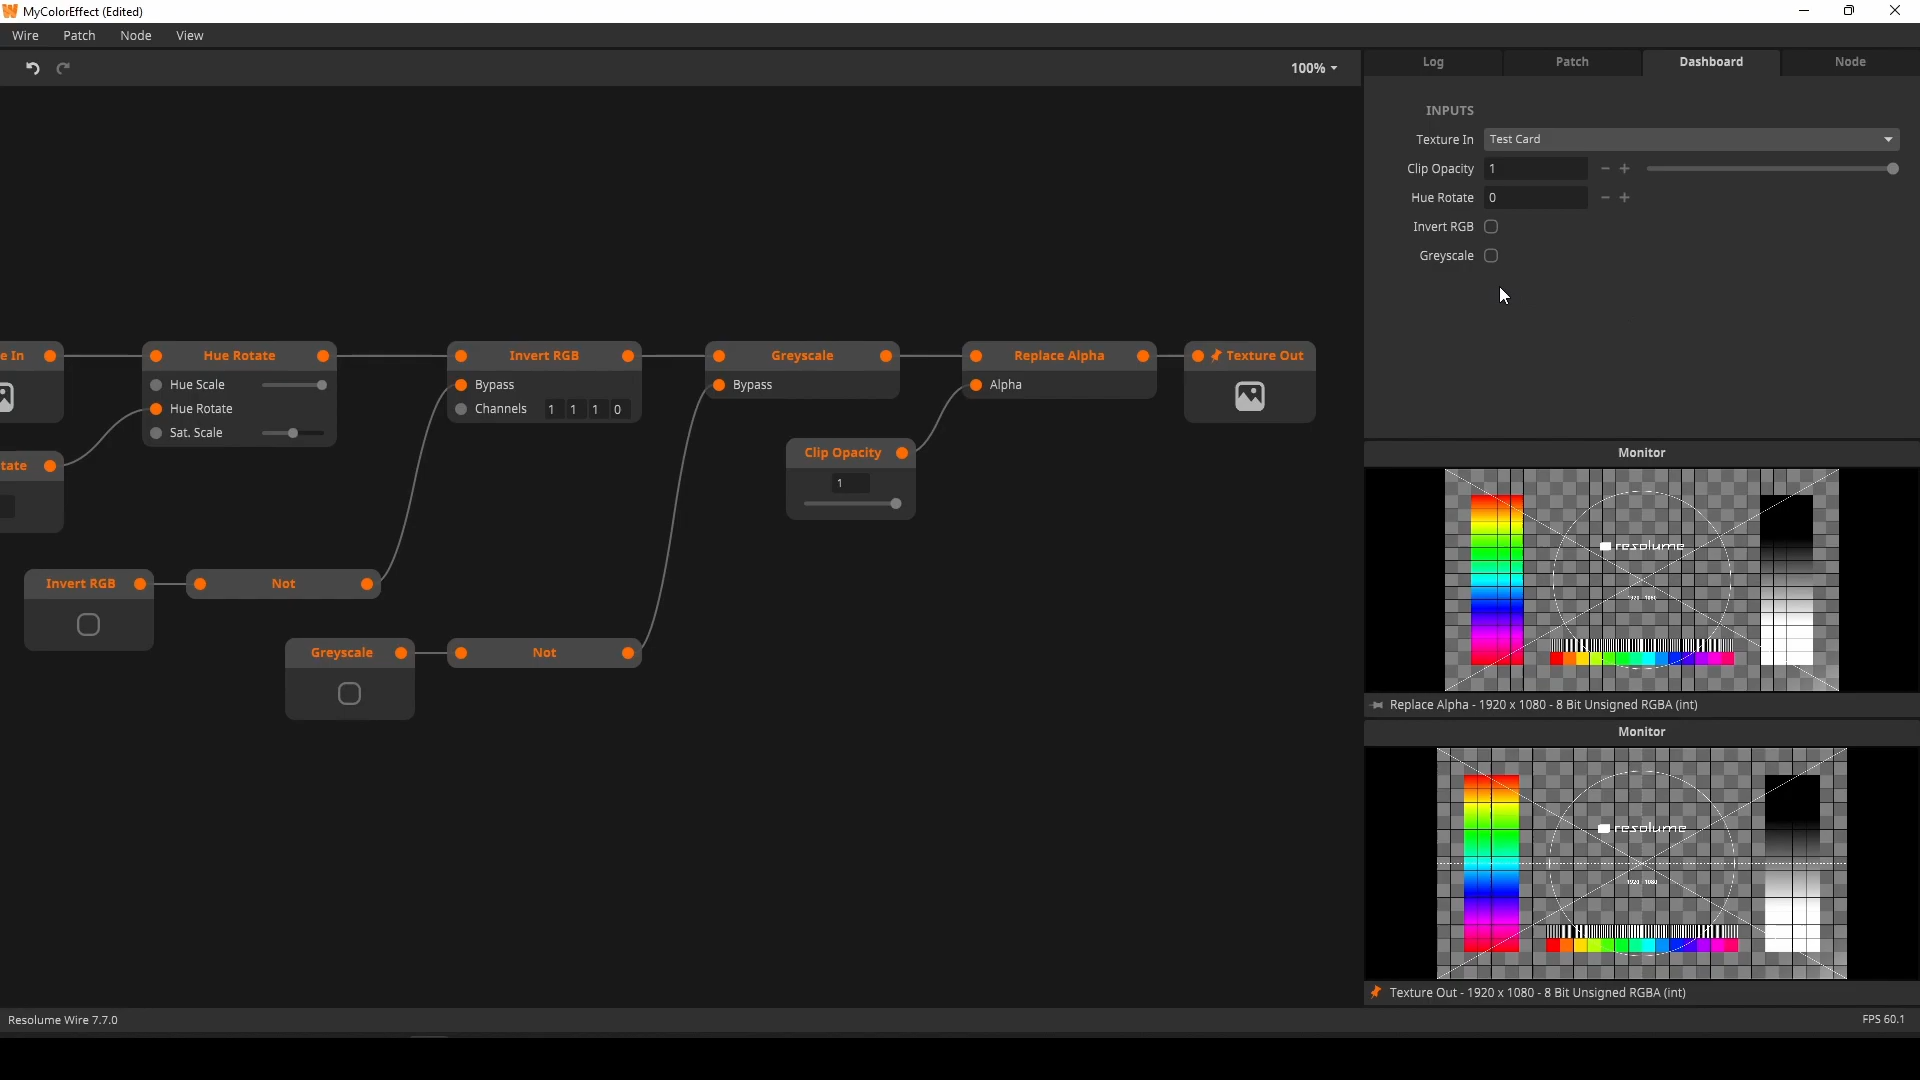 MyColorEffect (Edited)
Wire Patch Node View
100%
Log Patch Dashboard Node
INPUTS
Texture In Test Card
Clip Opacity 1
Hue Rotate 0
Invert RGB
Greyscale
e In
Hue Rotate
Hue Scale
Hue Rotate
Sat. Scale
Invert RGB
Bypass
Channels 1 1 1 0
Greyscale
Bypass
Replace Alpha
Alpha
Texture Out
Clip Opacity
1
tate
Invert RGB
Not
Greyscale
Not
Monitor
resolume
1920 1080
Replace Alpha - 1920 x 1080 - 8 Bit Unsigned RGBA (int)
Monitor
resolume
1920 1080
Texture Out - 1920 x 1080 - 8 Bit Unsigned RGBA (int)
Resolume Wire 7.7.0
FPS 60.1